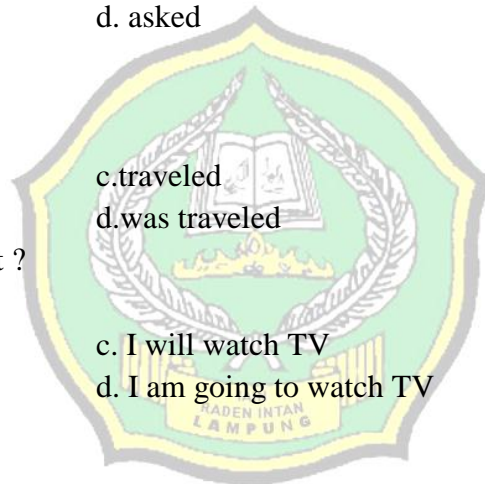 d. asked
c.traveled
d.was traveled
t ?
c. I will watch TV
d. I am going to watch TV
RADEN INTAN
LAMPUNG